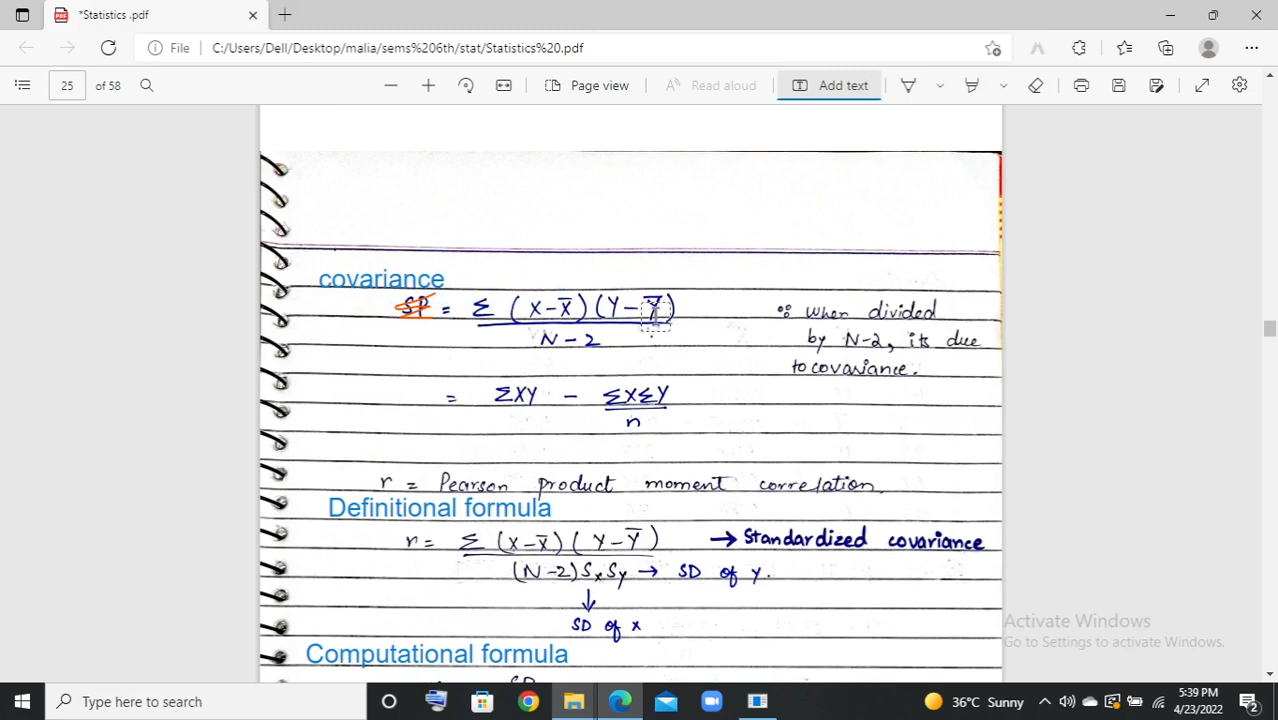 *Statistics .pdf
File C:/Users/Dell/Desktop/malia/sems%206th/stat/Statistics%20.pdf
25 of 58 Page view Read aloud Add text
covariance
SP = Σ (X-X̅)(Y-Y̅)
N-2
∵ when divided
by N-2, its due
to covariance.
= ΣXY - ΣXΣY
n
r = Pearson product moment correlation.
Definitional formula
r = Σ (X-X̅)(Y-Y̅) → Standardized covariance
(N-2)SxSy → SD of y.
↓
SD of x
Computational formula
SP
Activate Windows
Go to Settings to activate Windows.
Type here to search
36°C Sunny
5:39 PM
4/23/2022
2